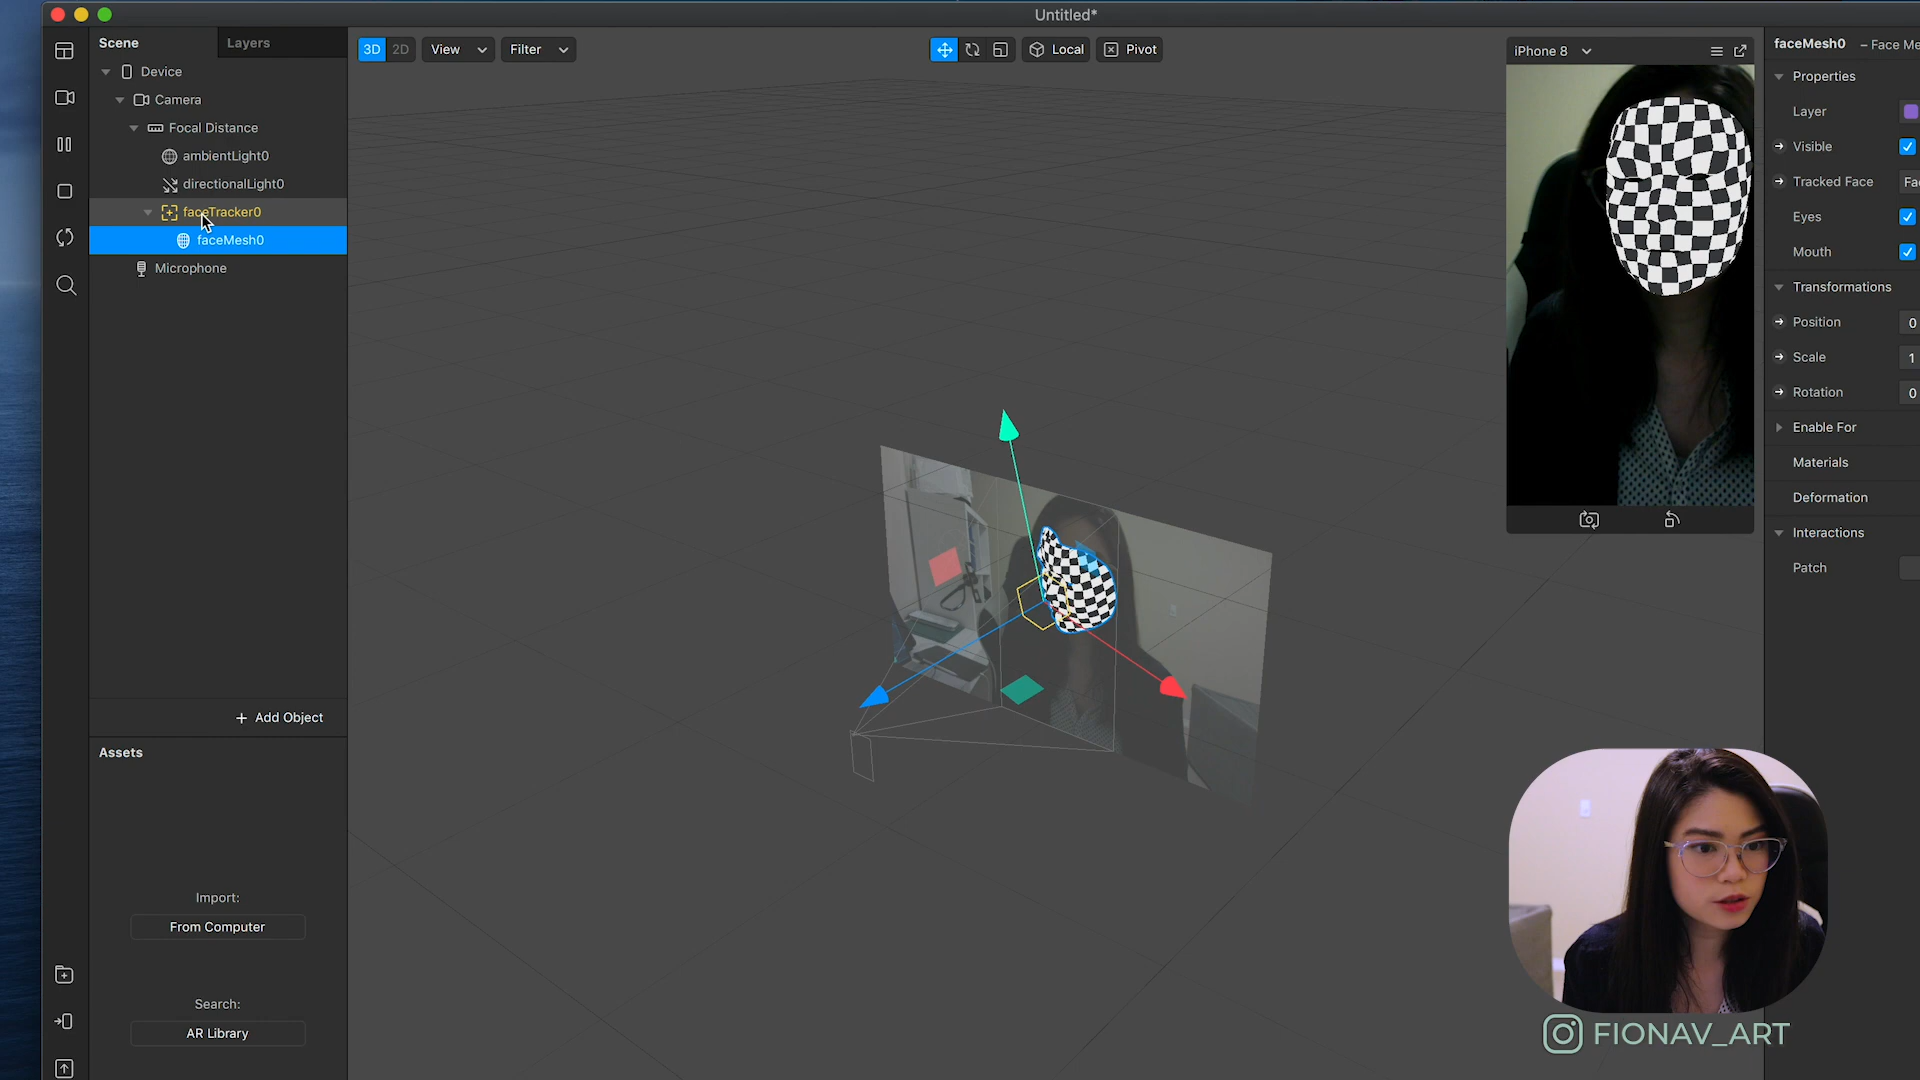 Untitled*
Scene
Layers
3D 2D
View
Filter
Local
Pivot
iPhone 8
faceMesh0 – Face Me
Device
Camera
Focal Distance
ambientLight0
directionalLight0
faceTracker0
faceMesh0
Microphone
Properties
Layer
Visible
Tracked Face Fac
Eyes
Mouth
Transformations
Position 0
Scale 1
Rotation 0
Enable For
Materials
Deformation
Interactions
Patch
+ Add Object
Assets
Import:
From Computer
Search:
AR Library
FIONAV_ART